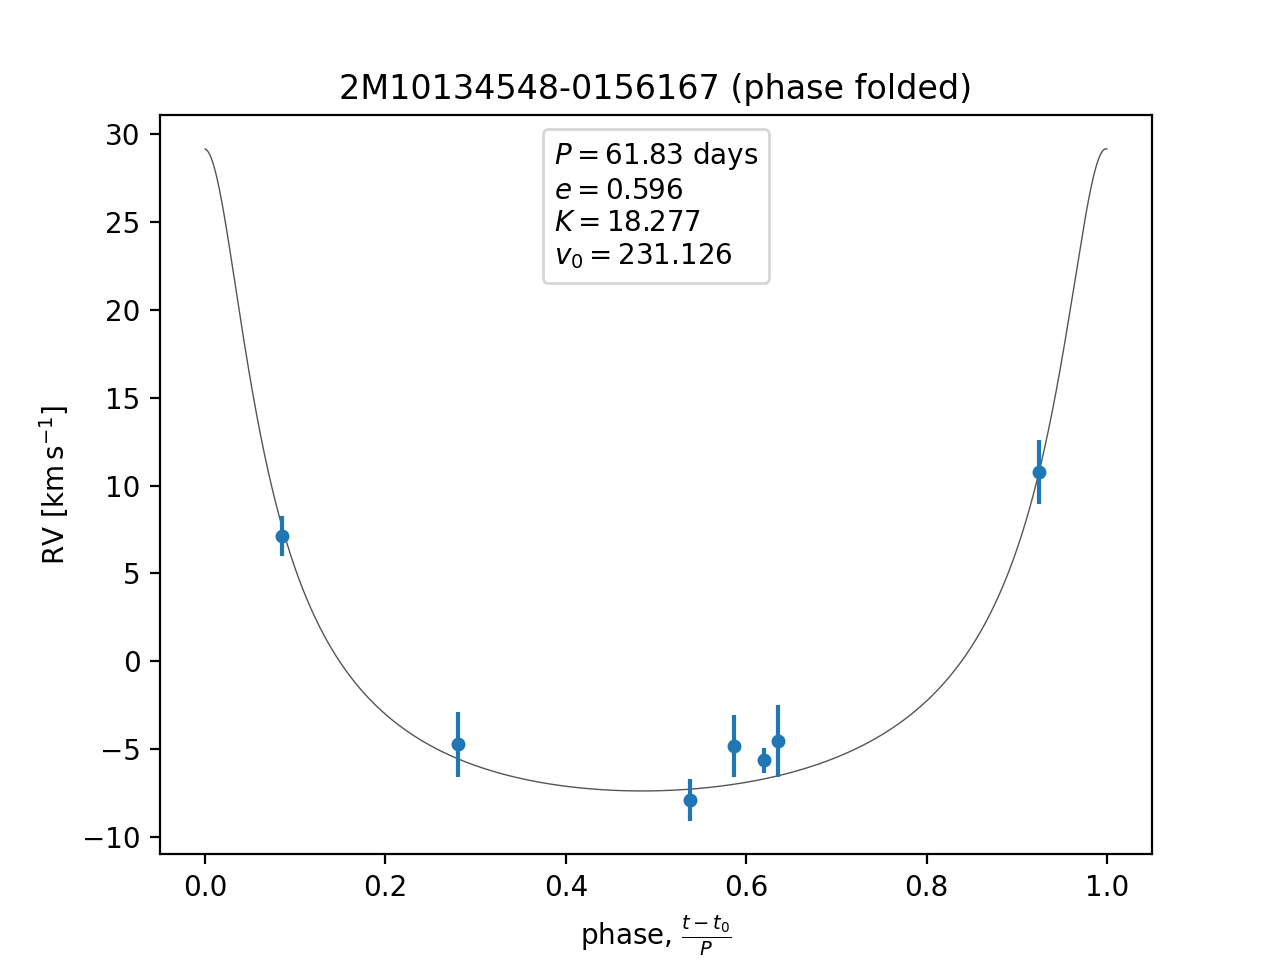 2M10134548-0156167 (phase folded)
P = 61.83 days
e = 0.596
K = 18.277
v₀ = 231.126
30
25
20
15
10
5
0
−5
−10
RV [km s⁻¹]
0.0 0.2 0.4 0.6 0.8 1.0
phase, (t − t₀)/P